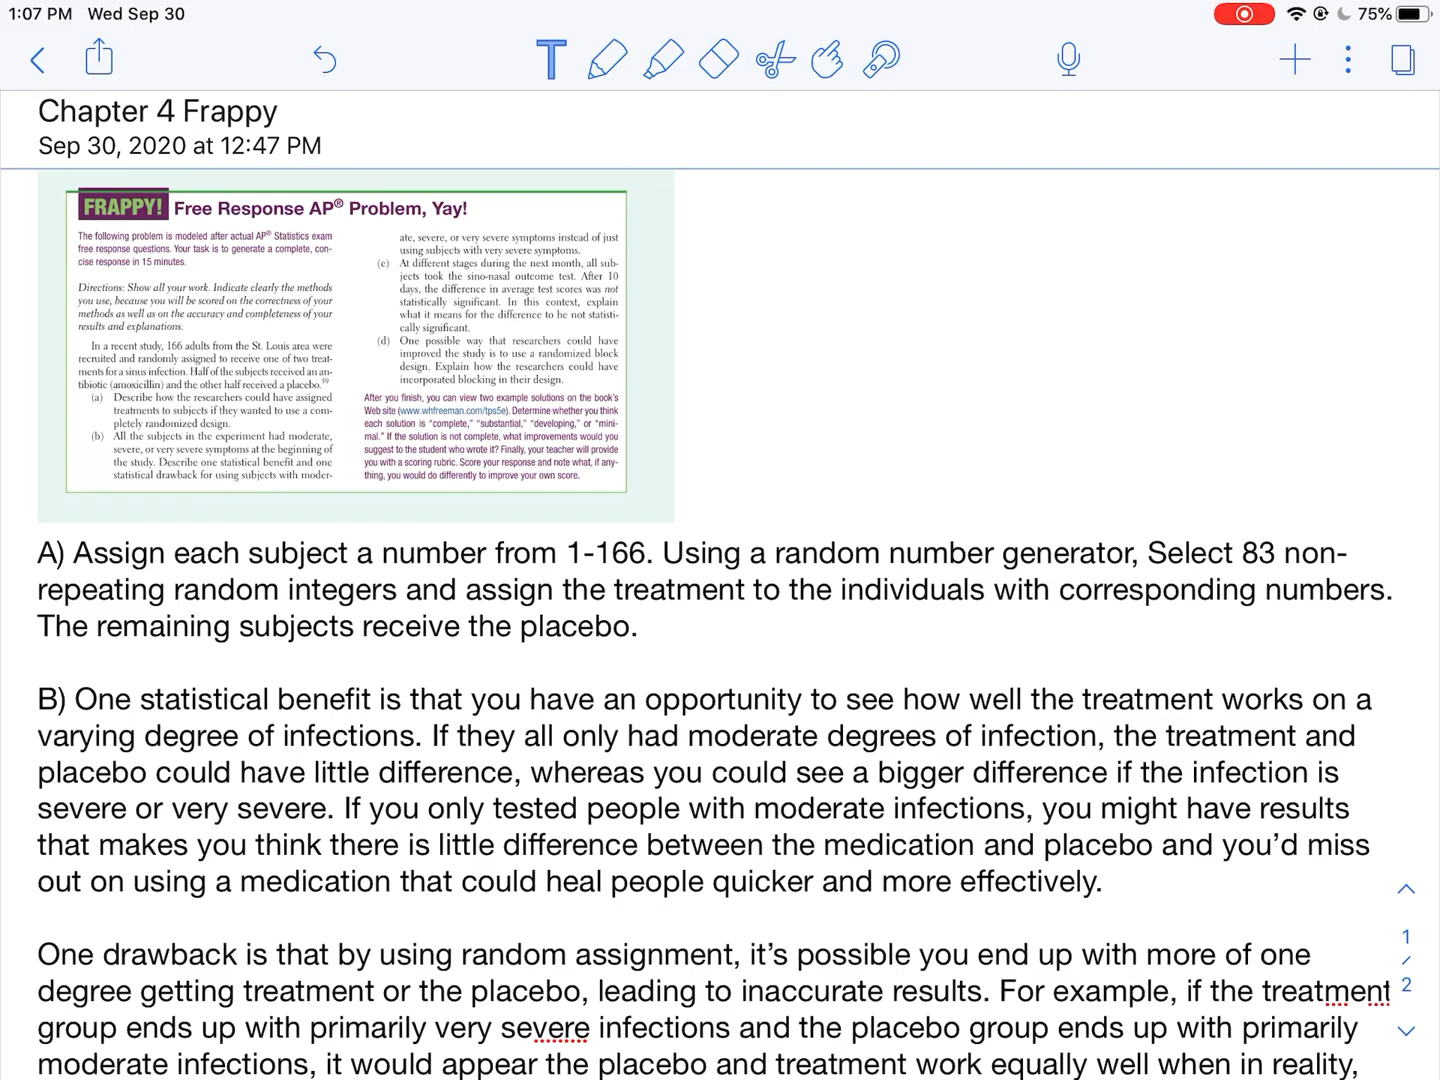 1:07 PM Wed Sep 30
75%
Chapter 4 Frappy
Sep 30, 2020 at 12:47 PM
FRAPPY! Free Response AP® Problem, Yay!
The following problem is modeled after actual AP® Statistics exam
free response questions. Your task is to generate a complete, con-
cise response in 15 minutes.
Directions: Show all your work. Indicate clearly the methods
you use, because you will be scored on the correctness of your
methods as well as on the accuracy and completeness of your
results and explanations.
In a recent study, 166 adults from the St. Louis area were
recruited and randomly assigned to receive one of two treat-
ments for a sinus infection. Half of the subjects received an an-
tibiotic (amoxicillin) and the other half received a placebo.⁵⁹
(a) Describe how the researchers could have assigned
treatments to subjects if they wanted to use a com-
pletely randomized design.
(b) All the subjects in the experiment had moderate,
severe, or very severe symptoms at the beginning of
the study. Describe one statistical benefit and one
statistical drawback for using subjects with moder-
ate, severe, or very severe symptoms instead of just
using subjects with very severe symptoms.
(c) At different stages during the next month, all sub-
jects took the sino-nasal outcome test. After 10
days, the difference in average test scores was not
statistically significant. In this context, explain
what it means for the difference to be not statisti-
cally significant.
(d) One possible way that researchers could have
improved the study is to use a randomized block
design. Explain how the researchers could have
incorporated blocking in their design.
After you finish, you can view two example solutions on the book's
Web site (www.whfreeman.com/tps5e). Determine whether you think
each solution is "complete," "substantial," "developing," or "mini-
mal." If the solution is not complete, what improvements would you
suggest to the student who wrote it? Finally, your teacher will provide
you with a scoring rubric. Score your response and note what, if any-
thing, you would do differently to improve your own score.
A) Assign each subject a number from 1-166. Using a random number generator, Select 83 non-
repeating random integers and assign the treatment to the individuals with corresponding numbers.
The remaining subjects receive the placebo.
B) One statistical benefit is that you have an opportunity to see how well the treatment works on a
varying degree of infections. If they all only had moderate degrees of infection, the treatment and
placebo could have little difference, whereas you could see a bigger difference if the infection is
severe or very severe. If you only tested people with moderate infections, you might have results
that makes you think there is little difference between the medication and placebo and you'd miss
out on using a medication that could heal people quicker and more effectively.
One drawback is that by using random assignment, it's possible you end up with more of one
degree getting treatment or the placebo, leading to inaccurate results. For example, if the treatment
group ends up with primarily very severe infections and the placebo group ends up with primarily
moderate infections, it would appear the placebo and treatment work equally well when in reality,
1
/
2